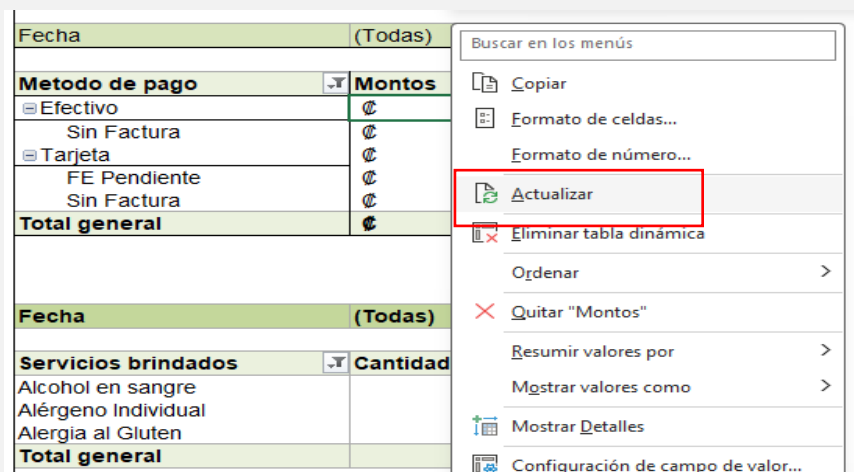 Fecha (Todas)
Metodo de pago Montos
Efectivo ₡
Sin Factura ₡
Tarjeta ₡
FE Pendiente ₡
Sin Factura ₡
Total general ₡
Fecha (Todas)
Servicios brindados Cantidad
Alcohol en sangre
Alérgeno Individual
Alergia al Gluten
Total general
Buscar en los menús
Copiar
Formato de celdas...
Formato de número...
Actualizar
Eliminar tabla dinámica
Ordenar
Quitar "Montos"
Resumir valores por
Mostrar valores como
Mostrar Detalles
Configuración de campo de valor...